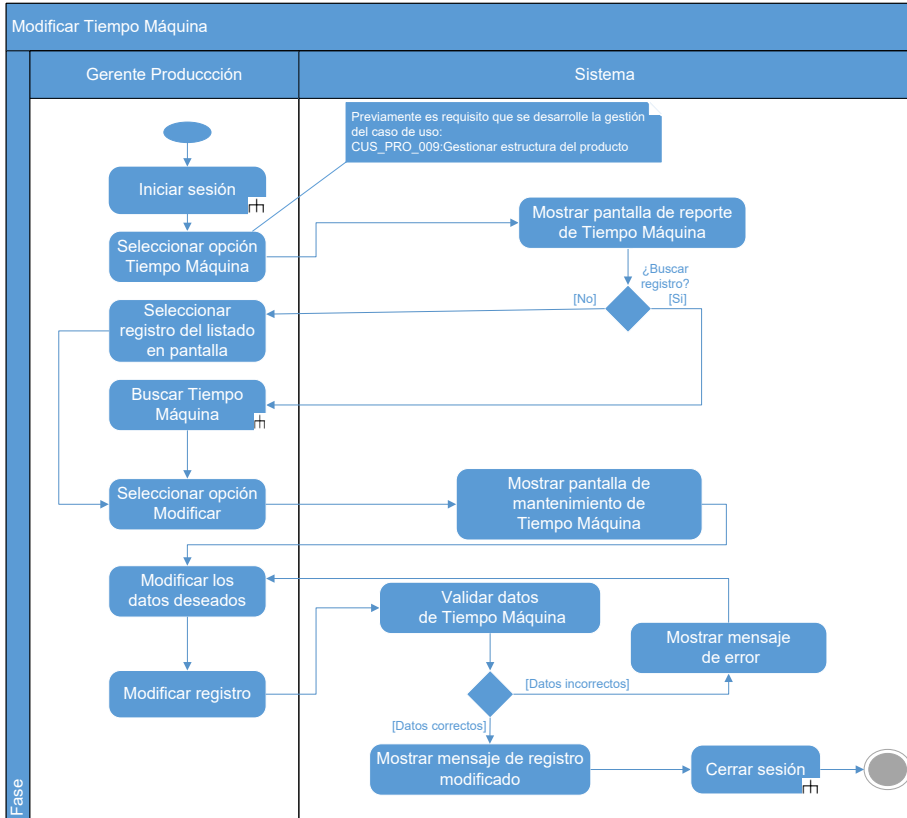 Modificar Tiempo Máquina
Gerente Produccción
Sistema
Previamente es requisito que se desarrolle la gestión
del caso de uso:
CUS_PRO_009:Gestionar estructura del producto
Iniciar sesión
Seleccionar opción
Tiempo Máquina
Mostrar pantalla de reporte
de Tiempo Máquina
¿Buscar
registro?
[No]
[Si]
Seleccionar
registro del listado
en pantalla
Buscar Tiempo
Máquina
Seleccionar opción
Modificar
Mostrar pantalla de
mantenimiento de
Tiempo Máquina
Modificar los
datos deseados
Validar datos
de Tiempo Máquina
Mostrar mensaje
de error
Modificar registro
[Datos incorrectos]
[Datos correctos]
Mostrar mensaje de registro
modificado
Cerrar sesión
Fase